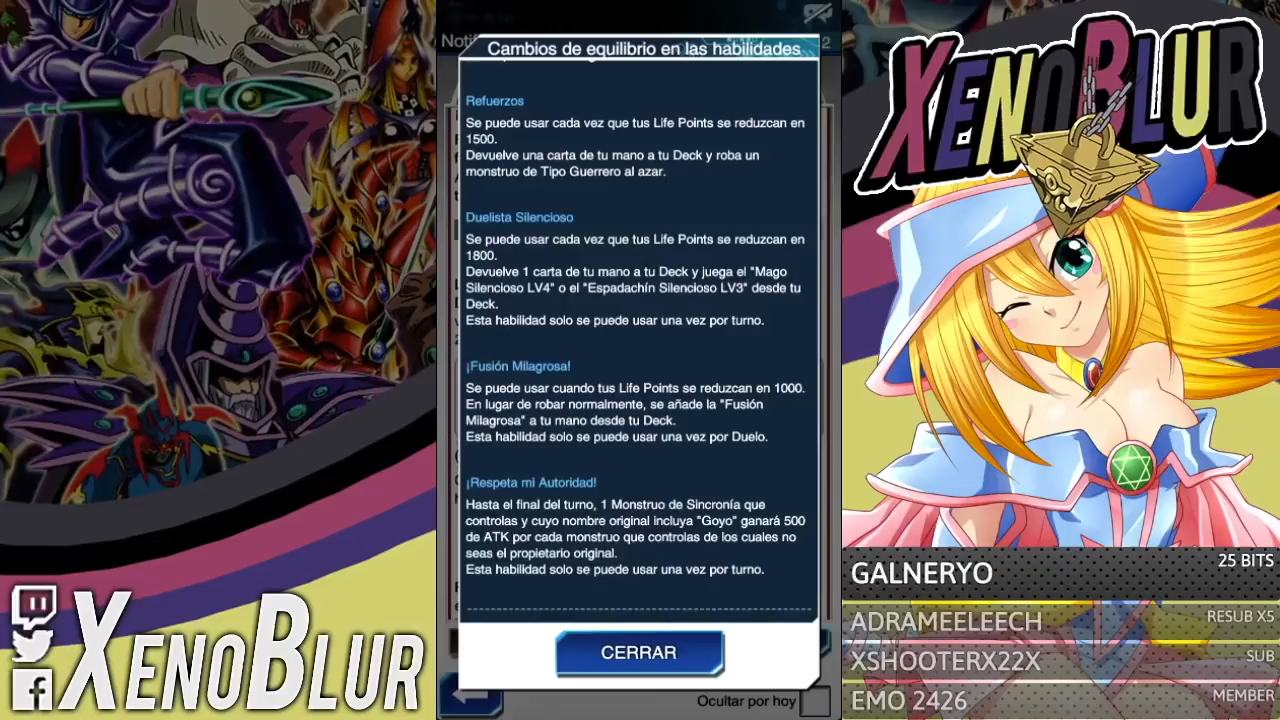 Noti
2
Cambios de equilibrio en las habilidades
Refuerzos
Se puede usar cada vez que tus Life Points se reduzcan en
1500.
Devuelve una carta de tu mano a tu Deck y roba un
monstruo de Tipo Guerrero al azar.
Duelista Silencioso
Se puede usar cada vez que tus Life Points se reduzcan en
1800.
Devuelve 1 carta de tu mano a tu Deck y juega el "Mago
Silencioso LV4" o el "Espadachín Silencioso LV3" desde tu
Deck.
Esta habilidad solo se puede usar una vez por turno.
¡Fusión Milagrosa!
Se puede usar cuando tus Life Points se reduzcan en 1000.
En lugar de robar normalmente, se añade la "Fusión
Milagrosa" a tu mano desde tu Deck.
Esta habilidad solo se puede usar una vez por Duelo.
¡Respeta mi Autoridad!
Hasta el final del turno, 1 Monstruo de Sincronía que
controlas y cuyo nombre original incluya "Goyo" ganará 500
de ATK por cada monstruo que controlas de los cuales no
seas el propietario original.
Esta habilidad solo se puede usar una vez por turno.
CERRAR
Ocultar por hoy
XENOBLUR
XENOBLUR
GALNERYO 25 BITS
ADRAMEELEECH RESUB X5
XSHOOTERX22X SUB
EMO 2426 MEMBER